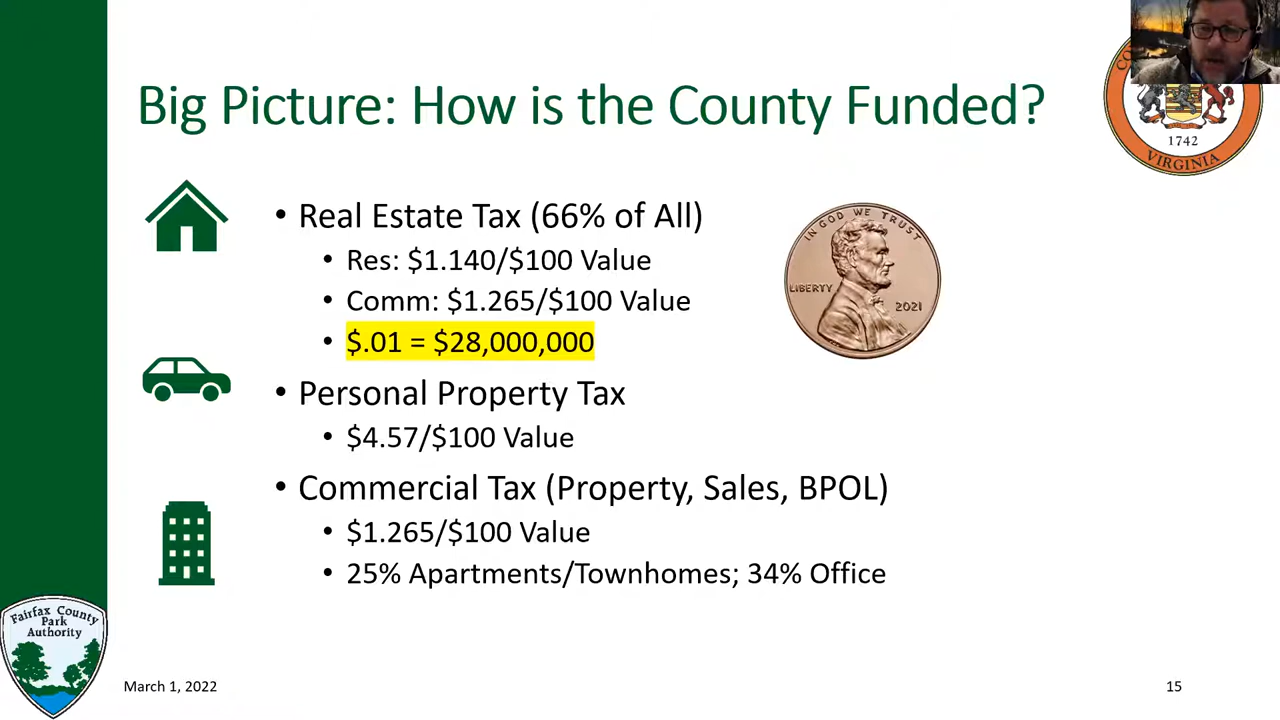 Big Picture: How is the County Funded?
1742
VIRGINIA
• Real Estate Tax (66% of All)
• Res: $1.140/$100 Value
• Comm: $1.265/$100 Value
• $.01 = $28,000,000
IN GOD WE TRUST
LIBERTY
2021
• Personal Property Tax
• $4.57/$100 Value
• Commercial Tax (Property, Sales, BPOL)
• $1.265/$100 Value
• 25% Apartments/Townhomes; 34% Office
Fairfax County
Park
Authority
March 1, 2022
15